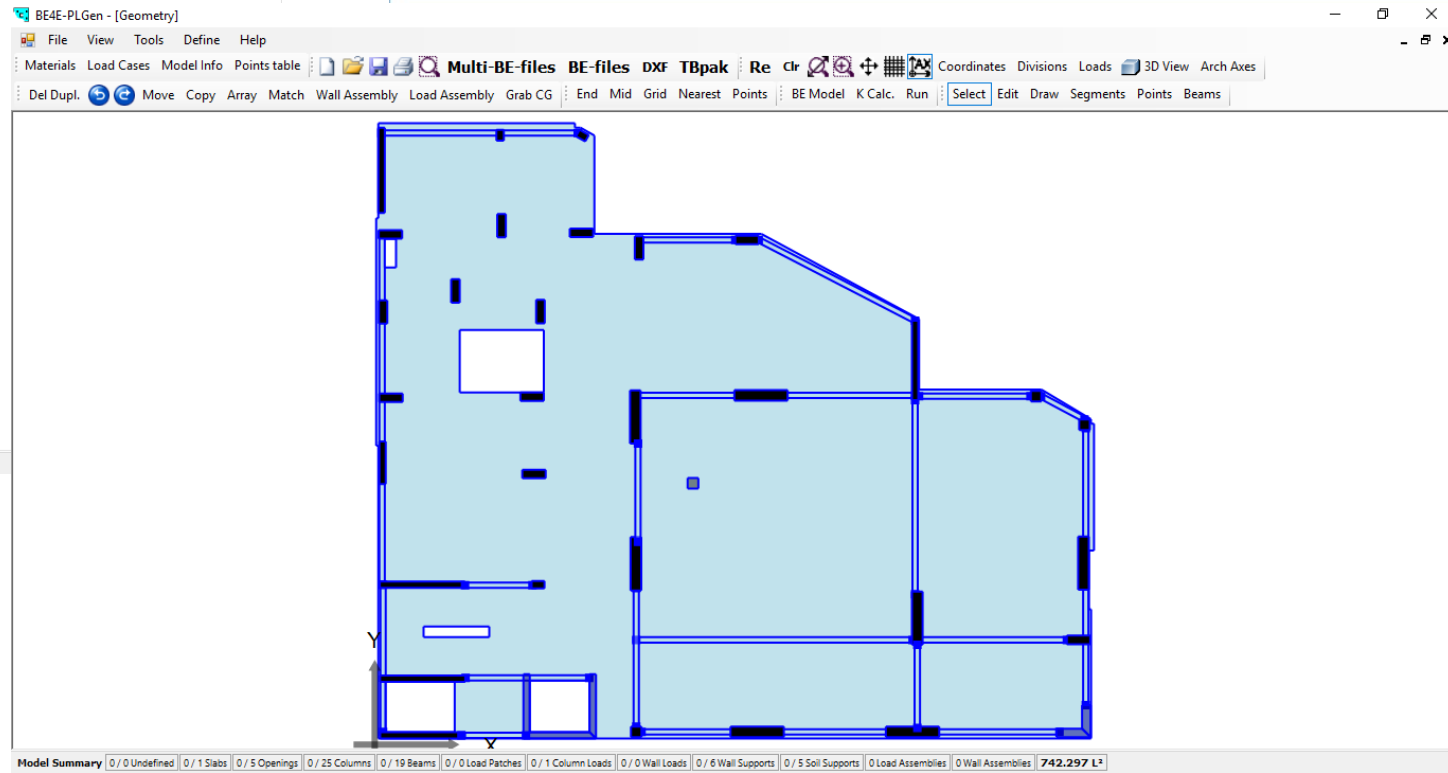 BE4E-PLGen - [Geometry]
File View Tools Define Help
Materials Load Cases Model Info Points table Multi-BE-files BE-files DXF TBpak Re Clr Coordinates Divisions Loads 3D View Arch Axes
Del Dupl. Move Copy Array Match Wall Assembly Load Assembly Grab CG End Mid Grid Nearest Points BE Model K Calc. Run Select Edit Draw Segments Points Beams
Y
X
Model Summary 0 / 0 Undefined 0 / 1 Slabs 0 / 5 Openings 0 / 25 Columns 0 / 19 Beams 0 / 0 Load Patches 0 / 1 Column Loads 0 / 0 Wall Loads 0 / 6 Wall Supports 0 / 5 Soil Supports 0 Load Assemblies 0 Wall Assemblies 742.297 L²